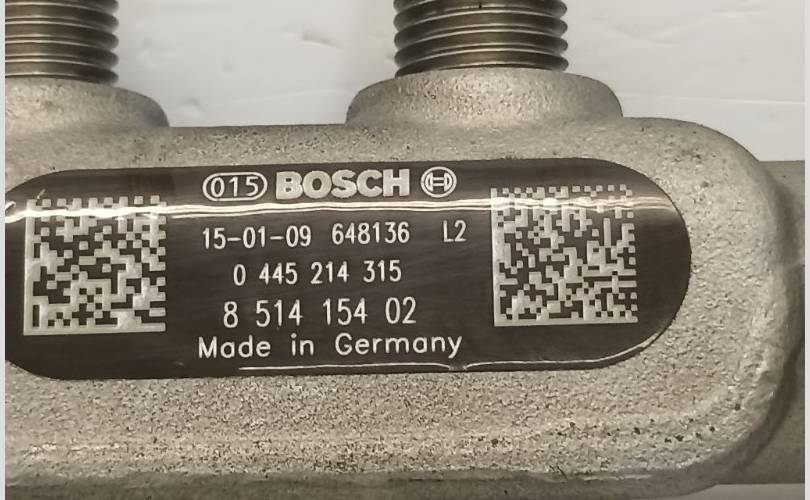 015 BOSCH
15-01-09 648136 L2
0 445 214 315
8 514 154 02
Made in Germany